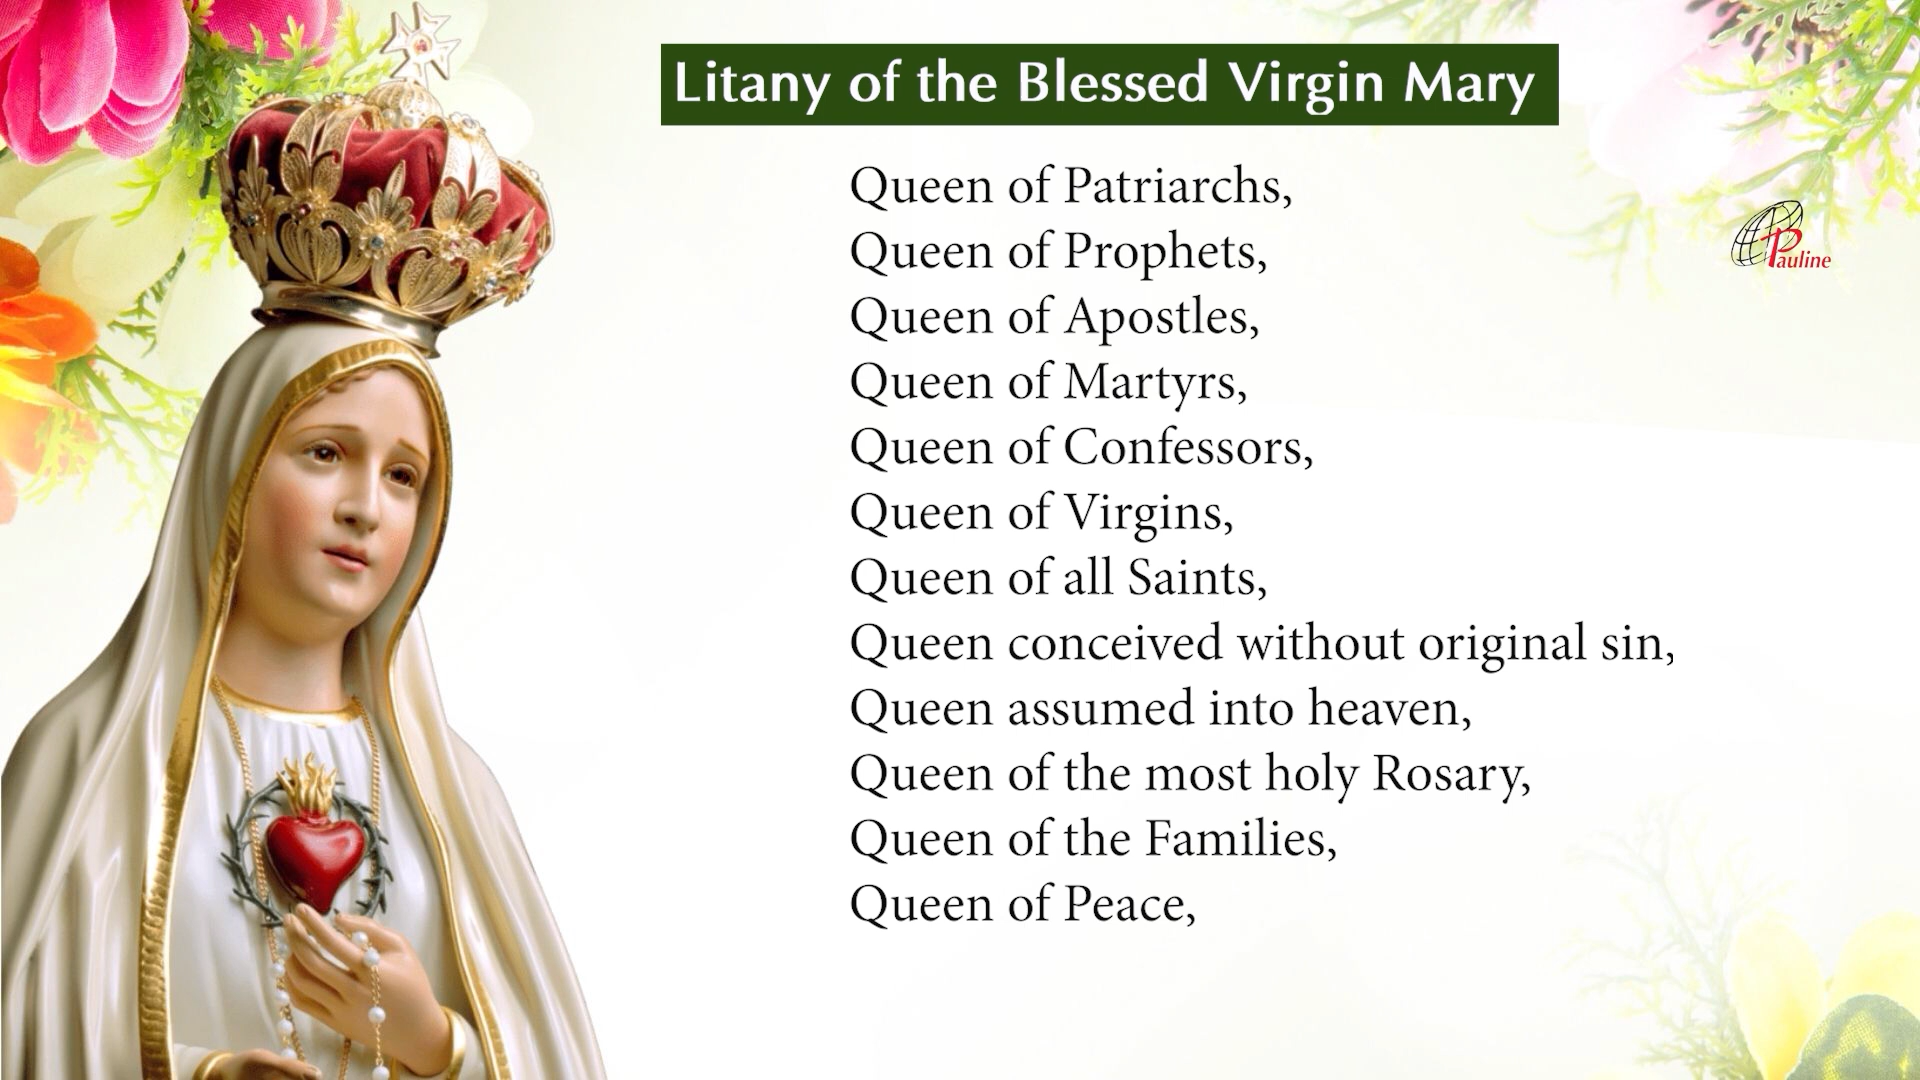 Litany of the Blessed Virgin Mary
Queen of Patriarchs,
Queen of Prophets,
Queen of Apostles,
Queen of Martyrs,
Queen of Confessors,
Queen of Virgins,
Queen of all Saints,
Queen conceived without original sin,
Queen assumed into heaven,
Queen of the most holy Rosary,
Queen of the Families,
Queen of Peace,
Pauline